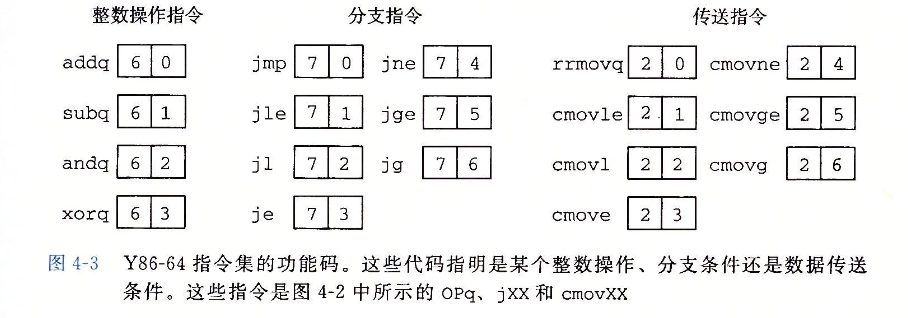 整数操作指令 分支指令 传送指令
addq 6 0 jmp 7 0 jne 7 4 rrmovq 2 0 cmovne 2 4
subq 6 1 jle 7 1 jge 7 5 cmovle 2 1 cmovge 2 5
andq 6 2 jl 7 2 jg 7 6 cmovl 2 2 cmovg 2 6
xorq 6 3 je 7 3 cmove 2 3
图 4-3 Y86-64 指令集的功能码。这些代码指明是某个整数操作、分支条件还是数据传送
条件。这些指令是图 4-2 中所示的 OPq、jXX 和 cmovXX